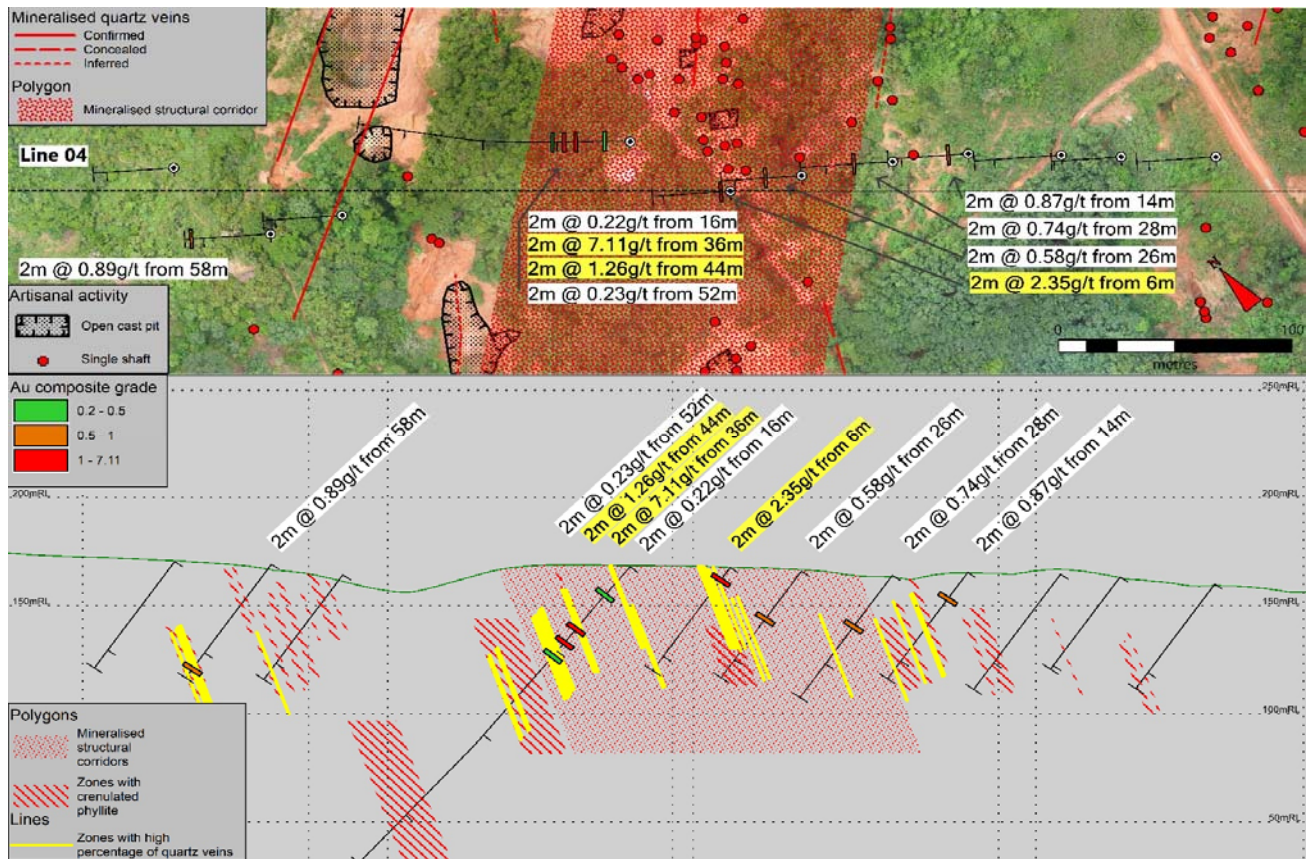 Mineralised quartz veins
Confirmed
Concealed
Inferred
Polygon
Mineralised structural corridor
Line 04
2m @ 0.89g/t from 58m
2m @ 0.22g/t from 16m
2m @ 7.11g/t from 36m
2m @ 1.26g/t from 44m
2m @ 0.23g/t from 52m
2m @ 0.87g/t from 14m
2m @ 0.74g/t from 28m
2m @ 0.58g/t from 26m
2m @ 2.35g/t from 6m
N
0 100
metres
Artisanal activity
Open cast pit
Single shaft
Au composite grade
0.2 - 0.5
0.5 1
1 - 7.11
250mRL
200mRL 200mRL
150mRL 150mRL
100mRL
50mRL
2m @ 0.89g/t from 58m
2m @ 0.23g/t from 52m
2m @ 1.26g/t from 44m
2m @ 7.11g/t from 36m
2m @ 0.22g/t from 16m
2m @ 2.35g/t from 6m
2m @ 0.58g/t from 26m
2m @ 0.74g/t from 28m
2m @ 0.87g/t from 14m
Polygons
Mineralised
structural
corridors
Zones with
crenulated
phyllite
Lines
Zones with high
percentage of quartz veins